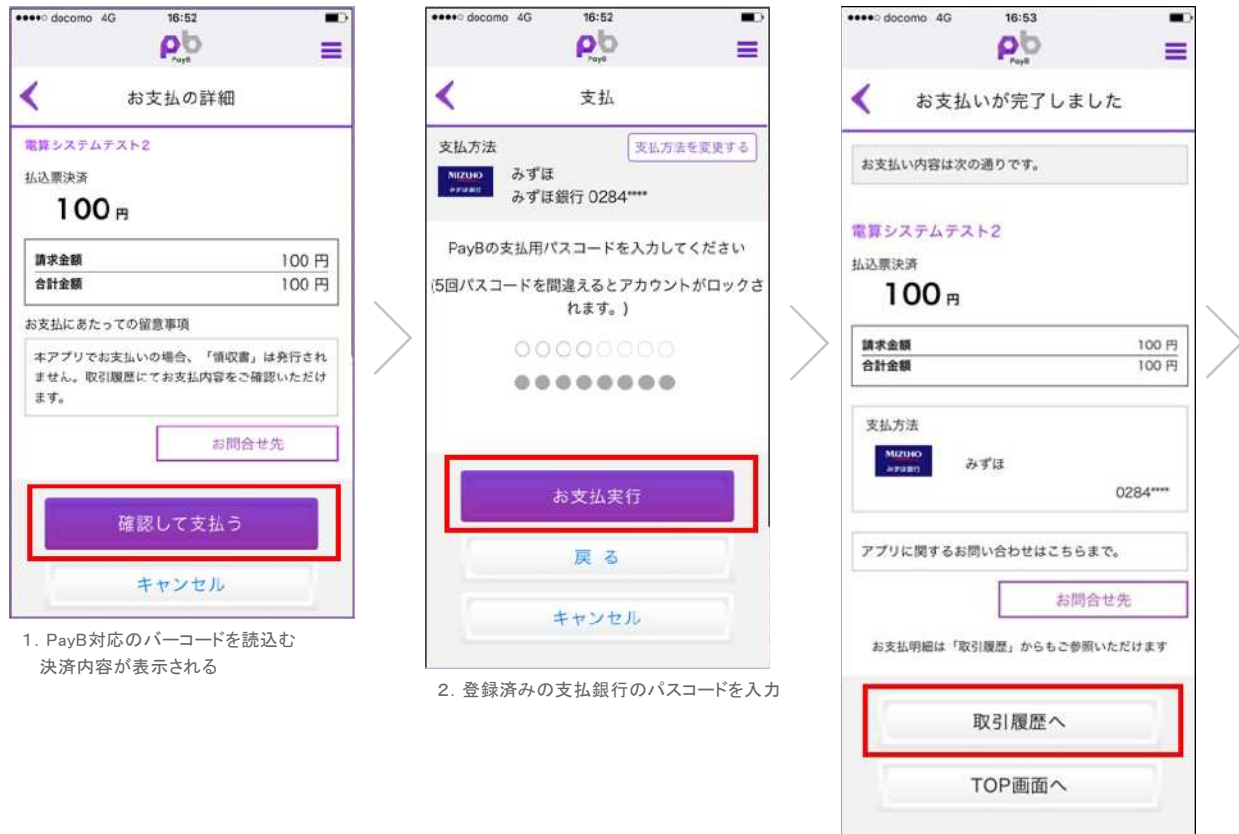 docomo 4G 16:52
pb
PayB
お支払の詳細
電算システムテスト2
払込票決済
100 円
請求金額 100 円
合計金額 100 円
お支払にあたっての留意事項
本アプリでお支払いの場合、「領収書」は発行され
ません。取引履歴にてお支払内容をご確認いただけ
ます。
お問合せ先
確認して支払う
キャンセル
1. PayB対応のバーコードを読込む
決済内容が表示される
docomo 4G 16:52
pb
PayB
支払
支払方法 支払方法を変更する
MIZUHO みずほ
みずほ銀行 みずほ銀行 0284****
PayBの支払用パスコードを入力してください
(5回パスコードを間違えるとアカウントがロックさ
れます。)
お支払実行
戻 る
キャンセル
2. 登録済みの支払銀行のパスコードを入力
docomo 4G 16:53
pb
PayB
お支払いが完了しました
お支払い内容は次の通りです。
電算システムテスト2
払込票決済
100 円
請求金額 100 円
合計金額 100 円
支払方法
MIZUHO みずほ
みずほ銀行
0284****
アプリに関するお問い合わせはこちらまで。
お問合せ先
お支払明細は「取引履歴」からもご参照いただけます
取引履歴へ
TOP画面へ